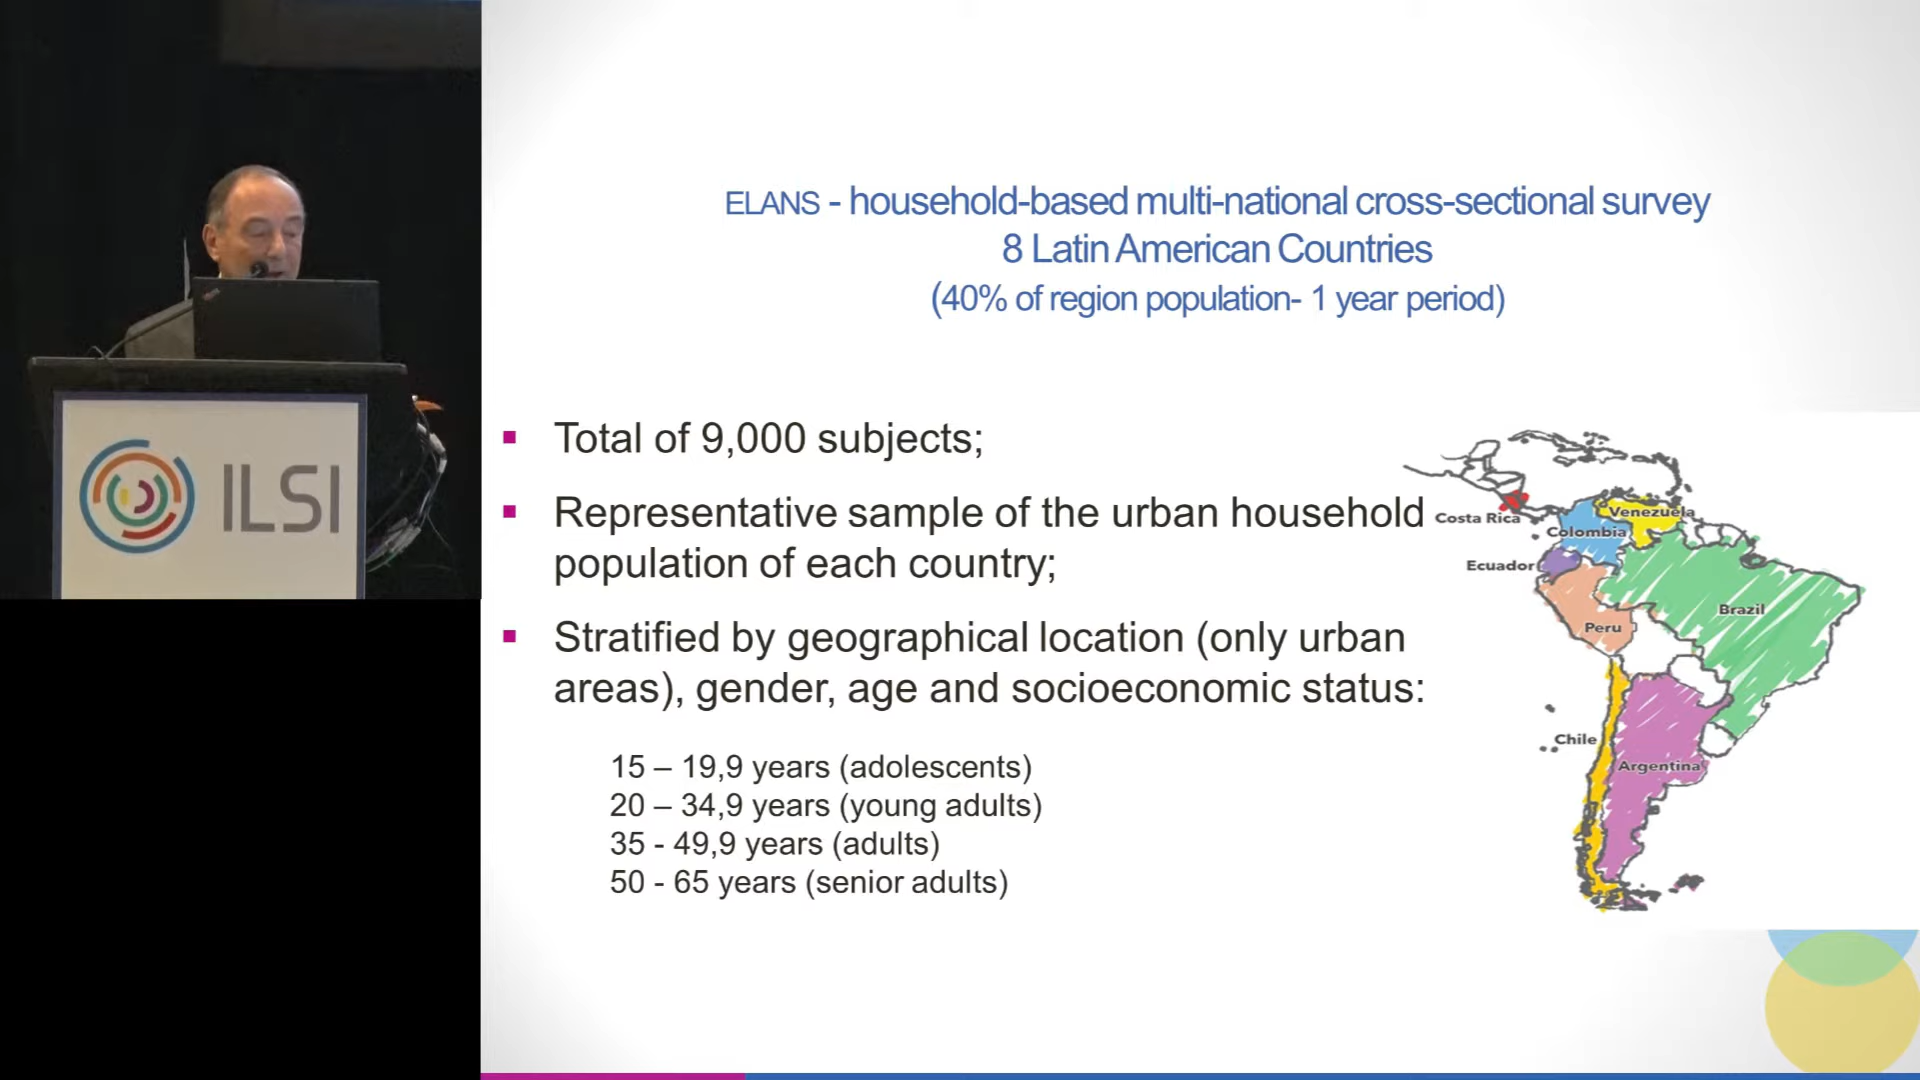 ELANS - household-based multi-national cross-sectional survey
8 Latin American Countries
(40% of region population- 1 year period)
ILSI
▪ Total of 9,000 subjects;
▪ Representative sample of the urban household
population of each country;
▪ Stratified by geographical location (only urban
areas), gender, age and socioeconomic status:
15 – 19,9 years (adolescents)
20 – 34,9 years (young adults)
35 - 49,9 years (adults)
50 - 65 years (senior adults)
Costa Rica
Venezuela
Colombia
Ecuador
Brazil
Peru
Chile
Argentina